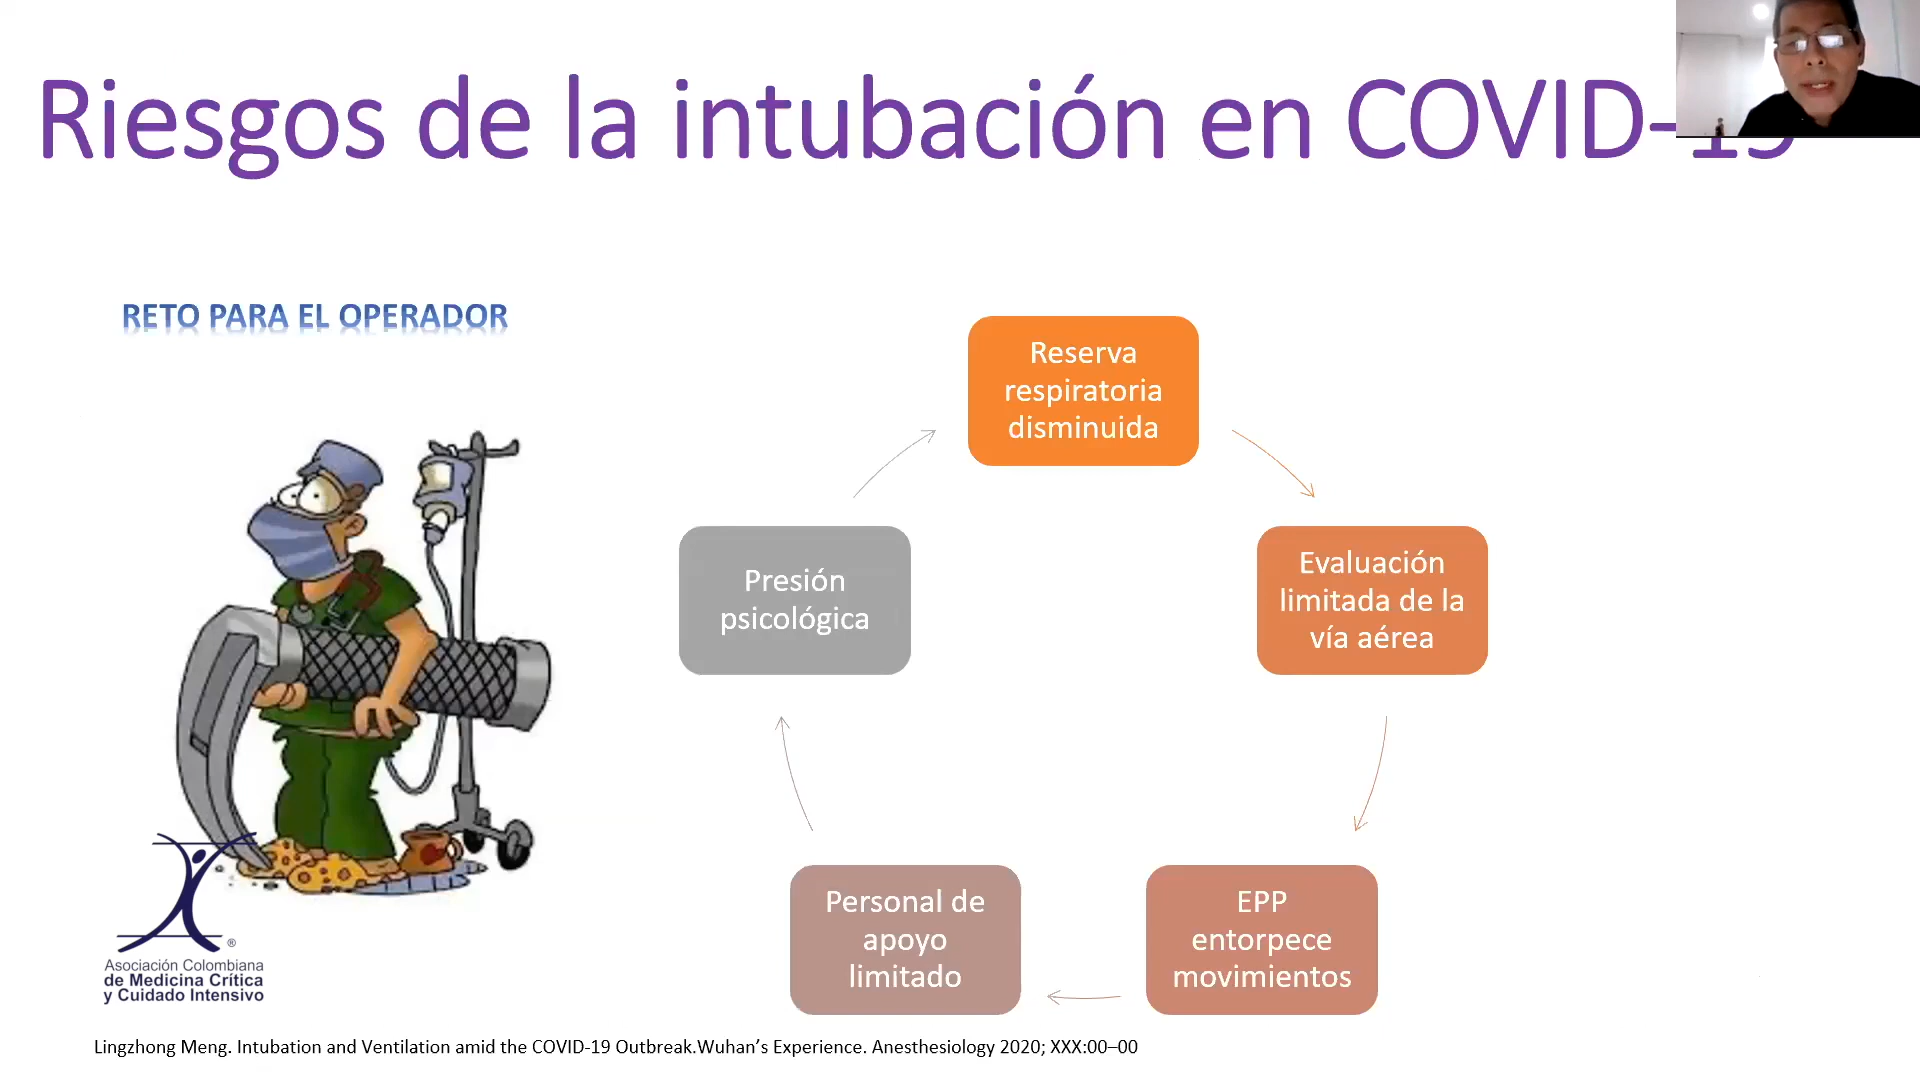 Riesgos de la intubación en COVID-19
RETO PARA EL OPERADOR
Reserva
respiratoria
disminuida
Evaluación
limitada de la
vía aérea
EPP
entorpece
movimientos
Personal de
apoyo
limitado
Presión
psicológica
®
Asociación Colombiana
de Medicina Crítica
y Cuidado Intensivo
Lingzhong Meng. Intubation and Ventilation amid the COVID-19 Outbreak.Wuhan’s Experience. Anesthesiology 2020; XXX:00–00